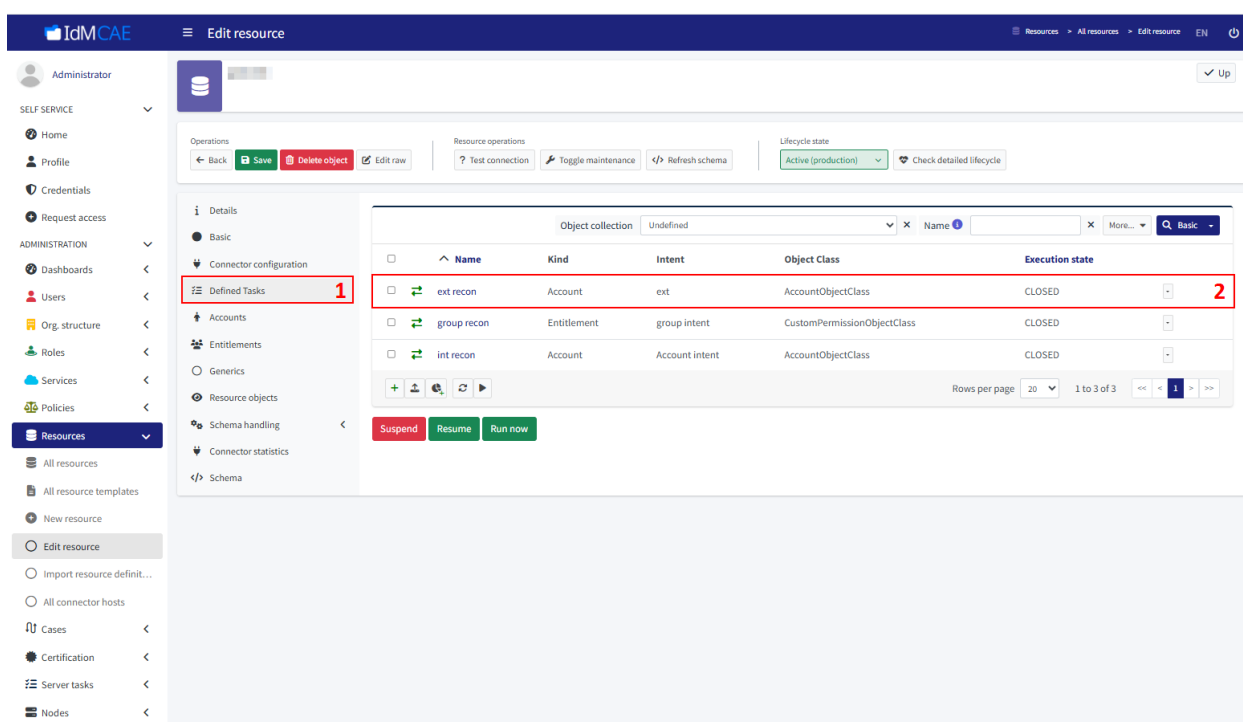 IdMCAE
Edit resource
Resources > All resources > Edit resource EN
Administrator
Up
SELF SERVICE
Home
Profile
Credentials
Request access
ADMINISTRATION
Dashboards
Users
Org. structure
Roles
Services
Policies
Resources
All resources
All resource templates
New resource
Edit resource
Import resource definit...
All connector hosts
Cases
Certification
Server tasks
Nodes
Operations
Back Save Delete object Edit raw
Resource operations
? Test connection Toggle maintenance </> Refresh schema
Lifecycle state
Active (production) Check detailed lifecycle
Details
Basic
Connector configuration
Defined Tasks 1
Accounts
Entitlements
Generics
Resource objects
Schema handling
Connector statistics
</> Schema
Object collection Undefined Name More... Basic
Name Kind Intent Object Class Execution state
ext recon Account ext AccountObjectClass CLOSED - 2
group recon Entitlement group intent CustomPermissionObjectClass CLOSED -
int recon Account Account intent AccountObjectClass CLOSED -
Rows per page 20 1 to 3 of 3 << < 1 > >>
Suspend Resume Run now